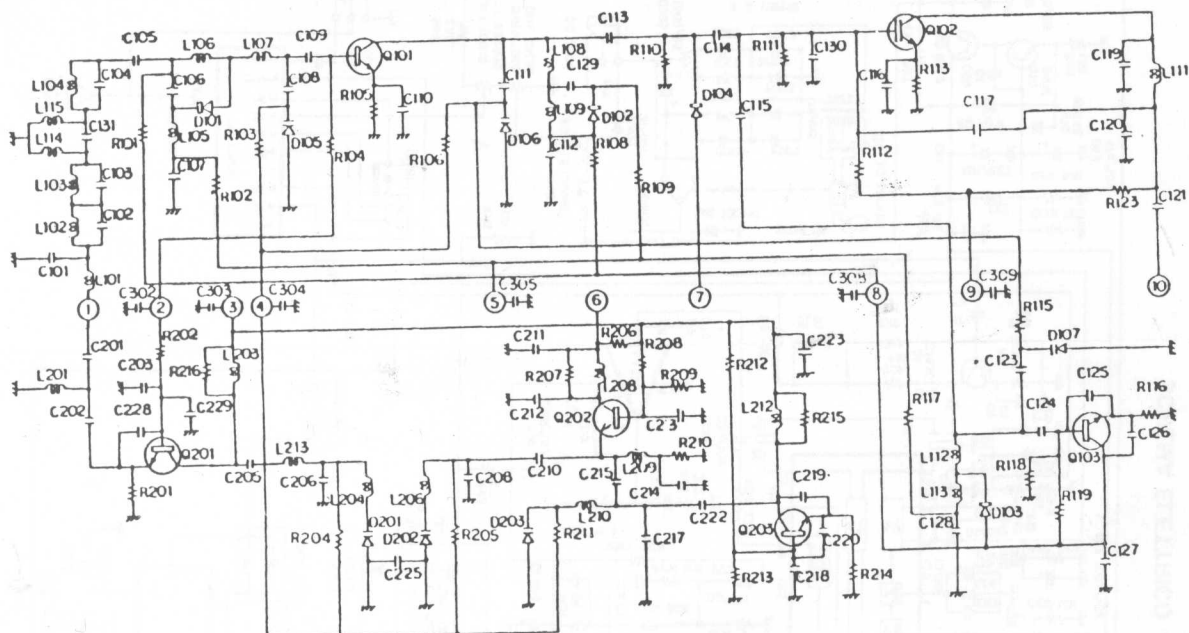 C113
C105 L106 L107 C109 Q101 L108 R110 C114 R111 C130 Q102
L104 C104 C106 C108 C129 C119 L111
L115 D101 R105 C110 C111 C116 R113
C131 L105 L109 D102 D104 C115 C117
L114 R101 R103 D105 R104 D106 C120
C107 R106 C112 R108 R112
L103 C103 R102 R109 R123 C121
L102 C102
C101 L101
1 C302 2 C303 3 4 C304 5 C305 6 7 8 9 C309 10
C201 R202 L203 C211 R206 R208 R212 C223 R115 D107
C203 R216 R207 R209 C123 C125
L201 L208 R117 R116
C202 C228 C229 C212 Q202 L212 R215 C124
R210 L112 C126
Q201 L213 C210 C215 L209 R118 Q103
R201 C205 C206 L204 L206 C208 C214 C219 L113 D103 R119
L210 C222 Q203 C220 C128
R204 D201 D202 R205 D203 R211 C217 C127
C225 R213 C218 R214